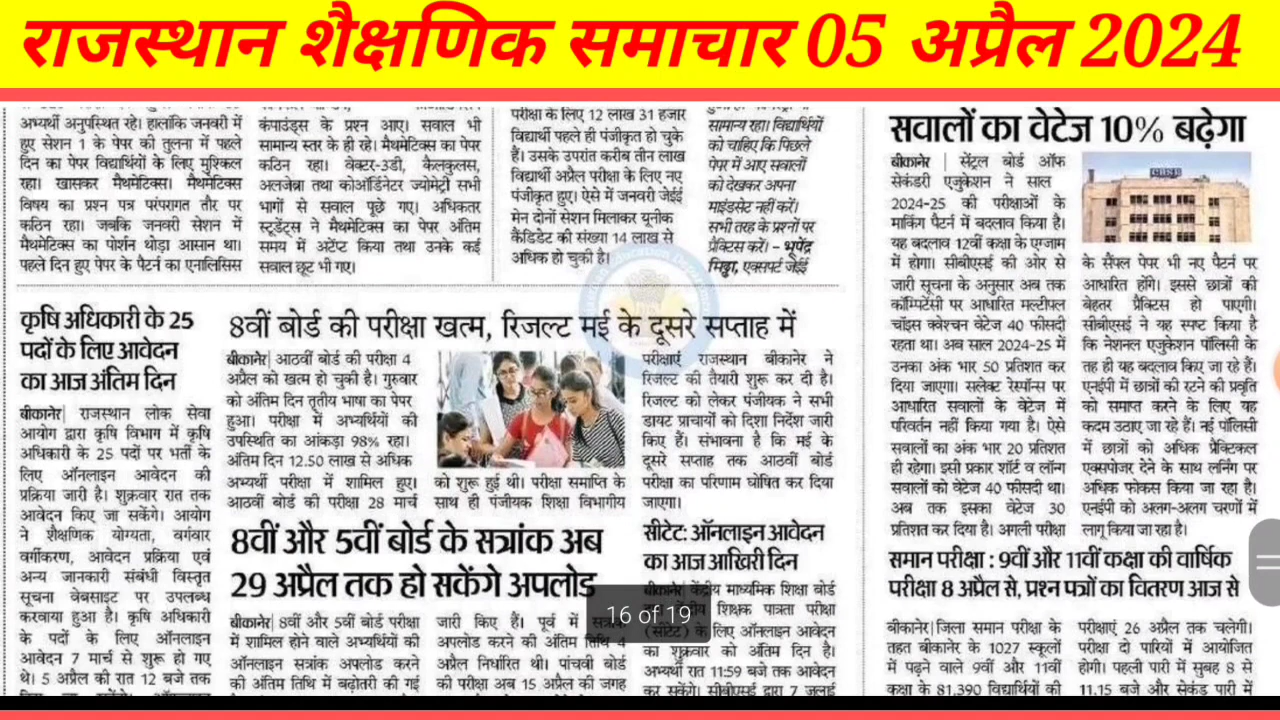 राजस्थान शैक्षणिक समाचार 05 अप्रैल 2024
अभ्यर्थी अनुपस्थित रहे। हालांकि जनवरी में
हुए सेशन 1 के पेपर की तुलना में पहले
दिन का पेपर विद्यार्थियों के लिए मुश्किल
रहा। खासकर मैथमेटिक्स। मैथमेटिक्स
विषय का प्रश्न पत्र परंपरागत तौर पर
कठिन रहा। जबकि जनवरी सेशन में
मैथमेटिक्स का पोर्शन थोड़ा आसान था।
पहले दिन हुए पेपर के पैटर्न का एनालिसिस
कंपाउंड्स के प्रश्न आए। सवाल भी
सामान्य स्तर के ही रहे। मैथमेटिक्स का पेपर
कठिन रहा। वेक्टर-3डी, कैलकुलस,
अलजेब्रा तथा कोऑर्डिनेटर ज्योमेट्री सभी
भागों से सवाल पूछे गए। अधिकतर
स्टूडेंट्स ने मैथमेटिक्स का पेपर अंतिम
समय में अटेंप्ट किया तथा उनके कई
सवाल छूट भी गए।
परीक्षा के लिए 12 लाख 31 हजार
विद्यार्थी पहले ही पंजीकृत हो चुके
हैं। उसके उपरांत करीब तीन लाख
विद्यार्थी अप्रैल परीक्षा के लिए नए
पंजीकृत हुए। ऐसे में जनवरी जेईई
मेन दोनों सेशन मिलाकर यूनीक
कैंडिडेट की संख्या 14 लाख से
अधिक हो चुकी है।
सामान्य रहा। विद्यार्थियों
को चाहिए कि पिछले
पेपर में आए सवालों
को देखकर अपना
माइंडसेट नहीं करें।
सभी तरह के प्रश्नों पर
प्रैक्टिस करें। – भूपेंद्र
मिड्ढा, एक्सपर्ट जेईई
कृषि अधिकारी के 25
पदों के लिए आवेदन
का आज अंतिम दिन
बीकानेर| राजस्थान लोक सेवा
आयोग द्वारा कृषि विभाग में कृषि
अधिकारी के 25 पदों पर भर्ती के
लिए ऑनलाइन आवेदन की
प्रक्रिया जारी है। शुक्रवार रात तक
आवेदन किए जा सकेंगे। आयोग
ने शैक्षणिक योग्यता, वर्गवार
वर्गीकरण, आवेदन प्रक्रिया एवं
अन्य जानकारी संबंधी विस्तृत
सूचना वेबसाइट पर उपलब्ध
करवाया हुआ है। कृषि अधिकारी
के पदों के लिए ऑनलाइन
आवेदन 7 मार्च से शुरू हो गए
थे। 5 अप्रैल की रात 12 बजे तक
8वीं बोर्ड की परीक्षा खत्म, रिजल्ट मई के दूसरे सप्ताह में
बीकानेर| आठवीं बोर्ड की परीक्षा 4
अप्रैल को खत्म हो चुकी है। गुरुवार
को अंतिम दिन तृतीय भाषा का पेपर
हुआ। परीक्षा में अभ्यर्थियों की
उपस्थिति का आंकड़ा 98% रहा।
अंतिम दिन 12.50 लाख से अधिक
अभ्यर्थी परीक्षा में शामिल हुए।
आठवीं बोर्ड की परीक्षा 28 मार्च
को शुरू हुई थी। परीक्षा समाप्ति के
साथ ही पंजीयक शिक्षा विभागीय
परीक्षाएं राजस्थान बीकानेर ने
रिजल्ट की तैयारी शुरू कर दी है।
रिजल्ट को लेकर पंजीयक ने सभी
डायट प्राचार्यों को दिशा निर्देश जारी
किए हैं। संभावना है कि मई के
दूसरे सप्ताह तक आठवीं बोर्ड
परीक्षा का परिणाम घोषित कर दिया
जाएगा।
8वीं और 5वीं बोर्ड के सत्रांक अब
29 अप्रैल तक हो सकेंगे अपलोड
बीकानेर| 8वीं और 5वीं बोर्ड परीक्षा
में शामिल होने वाले अभ्यर्थियों की
ऑनलाइन सत्रांक अपलोड करने
की अंतिम तिथि में बढ़ोतरी की गई
जारी किए हैं। पूर्व में सत्रांक
अपलोड करने की अंतिम तिथि 4
अप्रैल निर्धारित थी। पांचवी बोर्ड
की परीक्षा अब 15 अप्रैल की जगह
सीटेट: ऑनलाइन आवेदन
का आज आखिरी दिन
बीकानेर| केंद्रीय माध्यमिक शिक्षा बोर्ड
शिक्षक पात्रता परीक्षा
(सीटेट) के लिए ऑनलाइन आवेदन
का शुक्रवार को अंतिम दिन है।
अभ्यर्थी रात 11:59 बजे तक आवेदन
कर सकेंगे। सीबीएसई द्वारा 7 जुलाई
16 of 19
सवालों का वेटेज 10% बढ़ेगा
बीकानेर | सेंट्रल बोर्ड ऑफ
सेकंडरी एजुकेशन ने साल
2024-25 की परीक्षाओं के
मार्किंग पैटर्न में बदलाव किया है।
यह बदलाव 12वीं कक्षा के एग्जाम
में होगा। सीबीएसई की ओर से
जारी सूचना के अनुसार अब तक
कॉम्पिटेंसी पर आधारित मल्टीपल
चॉइस क्वेश्चन वेटेज 40 फीसदी
रहता था। अब साल 2024-25 में
उनका अंक भार 50 प्रतिशत कर
दिया जाएगा। सलेक्ट रेस्पॉन्स पर
आधारित सवालों के वेटेज में
परिवर्तन नहीं किया गया है। ऐसे
सवालों का अंक भार 20 प्रतिशत
ही रहेगा। इसी प्रकार शॉर्ट व लॉन्ग
सवालों को वेटेज 40 फीसदी था।
अब तक इसका वेटेज 30
प्रतिशत कर दिया है। अगली परीक्षा
CBSE
के सैंपल पेपर भी नए पैटर्न पर
आधारित होंगे। इससे छात्रों की
बेहतर प्रैक्टिस हो पाएगी।
सीबीएसई ने यह स्पष्ट किया है
कि नेशनल एजुकेशन पॉलिसी के
तह ही यह बदलाव किए जा रहे हैं।
एनईपी में छात्रों की रटने की प्रवृति
को समाप्त करने के लिए यह
कदम उठाए जा रहे हैं। नई पॉलिसी
में छात्रों को अधिक प्रैक्टिकल
एक्सपोजर देने के साथ लर्निंग पर
अधिक फोकस किया जा रहा है।
एनईपी को अलग-अलग चरणों में
लागू किया जा रहा है।
समान परीक्षा : 9वीं और 11वीं कक्षा की वार्षिक
परीक्षा 8 अप्रैल से, प्रश्न पत्रों का वितरण आज से
बीकानेर|जिला समान परीक्षा के
तहत बीकानेर के 1027 स्कूलों
में पढ़ने वाले 9वीं और 11वीं
कक्षा के 81,390 विद्यार्थियों की
परीक्षाएं 26 अप्रैल तक चलेगी।
परीक्षा दो पारियों में आयोजित
होगी। पहली पारी में सुबह 8 से
11.15 बजे और सेकंड पारी में